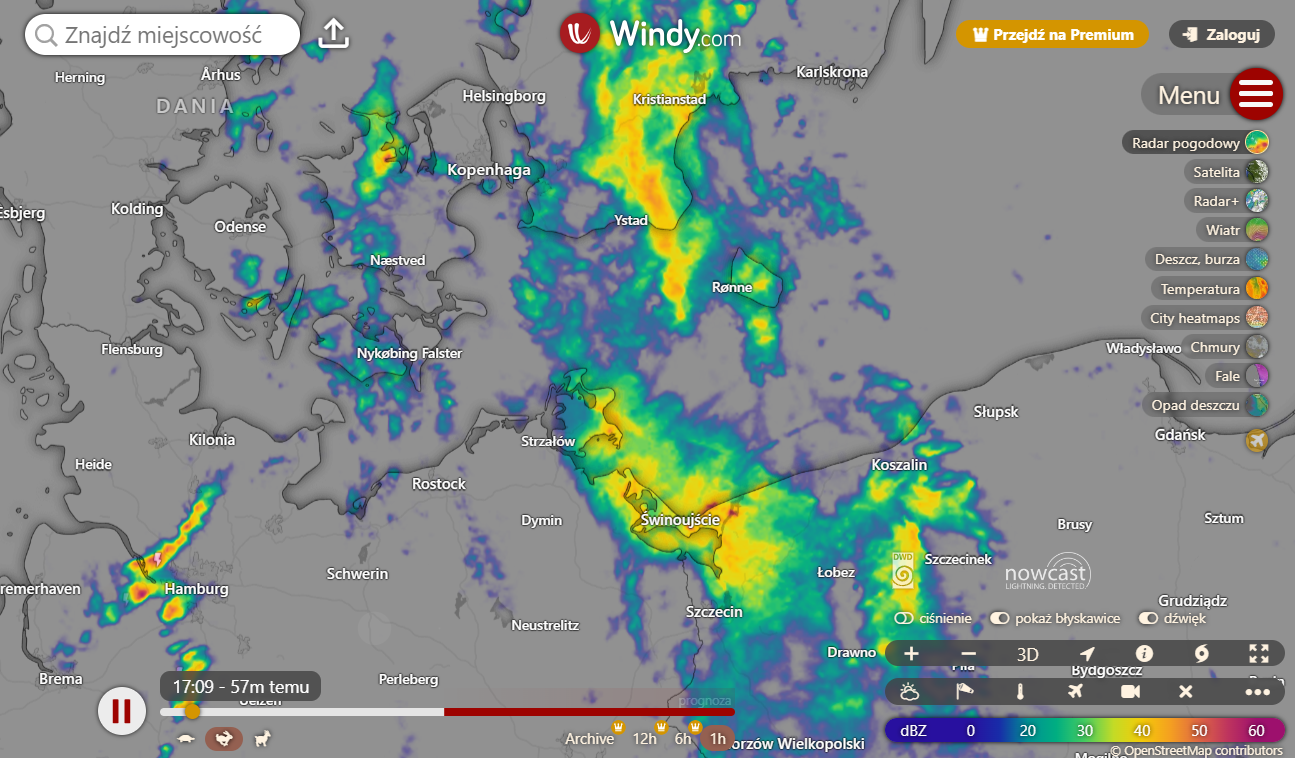 Znajdź miejscowość
Windy.com
Przejdź na Premium
Zaloguj
Menu
Radar pogodowy
Satelita
Radar+
Wiatr
Deszcz, burza
Temperatura
City heatmaps
Chmury
Fale
Opad deszczu
Herning
Århus
DANIA
Helsingborg
Kristianstad
Karlskrona
Kopenhaga
Esbjerg
Kolding
Odense
Ystad
Næstved
Rønne
Flensburg
Nykøbing Falster
Władysławo
Słupsk
Gdańsk
Kilonia
Strzałów
Heide
Koszalin
Rostock
Dymin
Świnoujście
Brusy
Sztum
DWD
Szczecinek
Schwerin
Łobez
nowcast
LIGHTNING. DETECTED.
remerhaven
Hamburg
Szczecin
Grudziądz
Neustrelitz
ciśnienie
pokaż błyskawice
dźwięk
Drawno
3D
Piła
Bydgoszcz
Brema
Perleberg
17:09 - 57m temu
Uelzen
prognoza
Archive
12h
6h
1h
orzów Wielkopolski
dBZ 0 20 30 40 50 60
© OpenStreetMap contributors